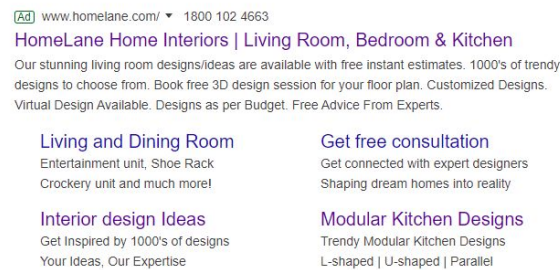 Ad www.homelane.com/ 1800 102 4663
HomeLane Home Interiors | Living Room, Bedroom & Kitchen
Our stunning living room designs/ideas are available with free instant estimates. 1000's of trendy
designs to choose from. Book free 3D design session for your floor plan. Customized Designs.
Virtual Design Available. Designs as per Budget. Free Advice From Experts.
Living and Dining Room
Entertainment unit, Shoe Rack
Crockery unit and much more!
Get free consultation
Get connected with expert designers
Shaping dream homes into reality
Interior design Ideas
Get Inspired by 1000's of designs
Your Ideas, Our Expertise
Modular Kitchen Designs
Trendy Modular Kitchen Designs
L-shaped | U-shaped | Parallel